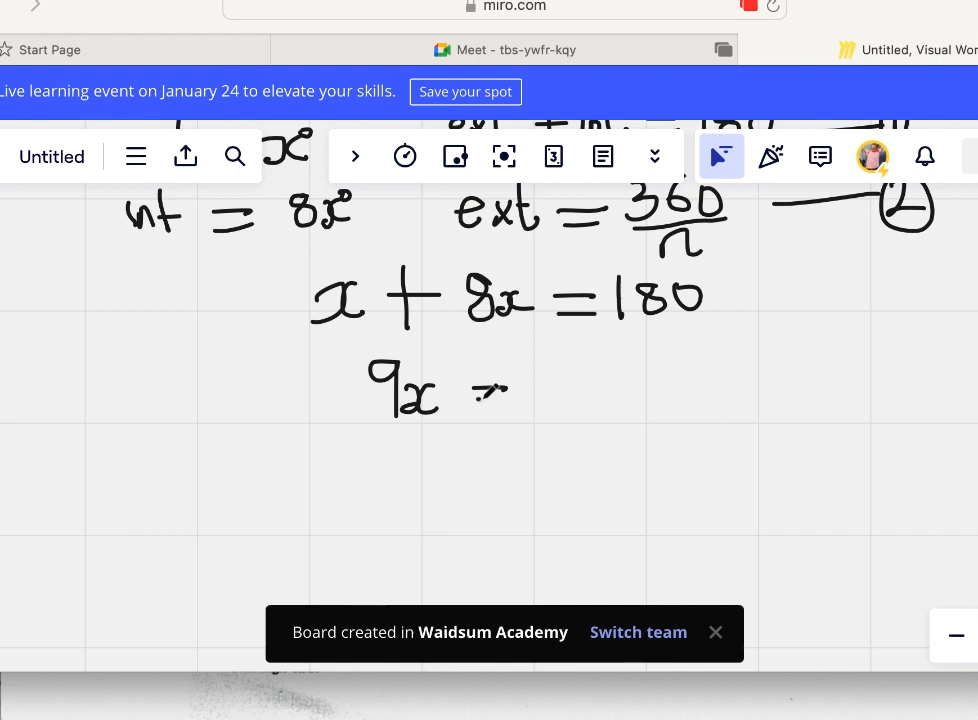 miro.com
Start Page
Meet - tbs-ywfr-kqy
Untitled, Visual Wor
Live learning event on January 24 to elevate your skills. Save your spot
Untitled
3
x°
int = 8x°
ext = 360/n — ②
x + 8x = 180
9x =
Board created in Waidsum Academy Switch team